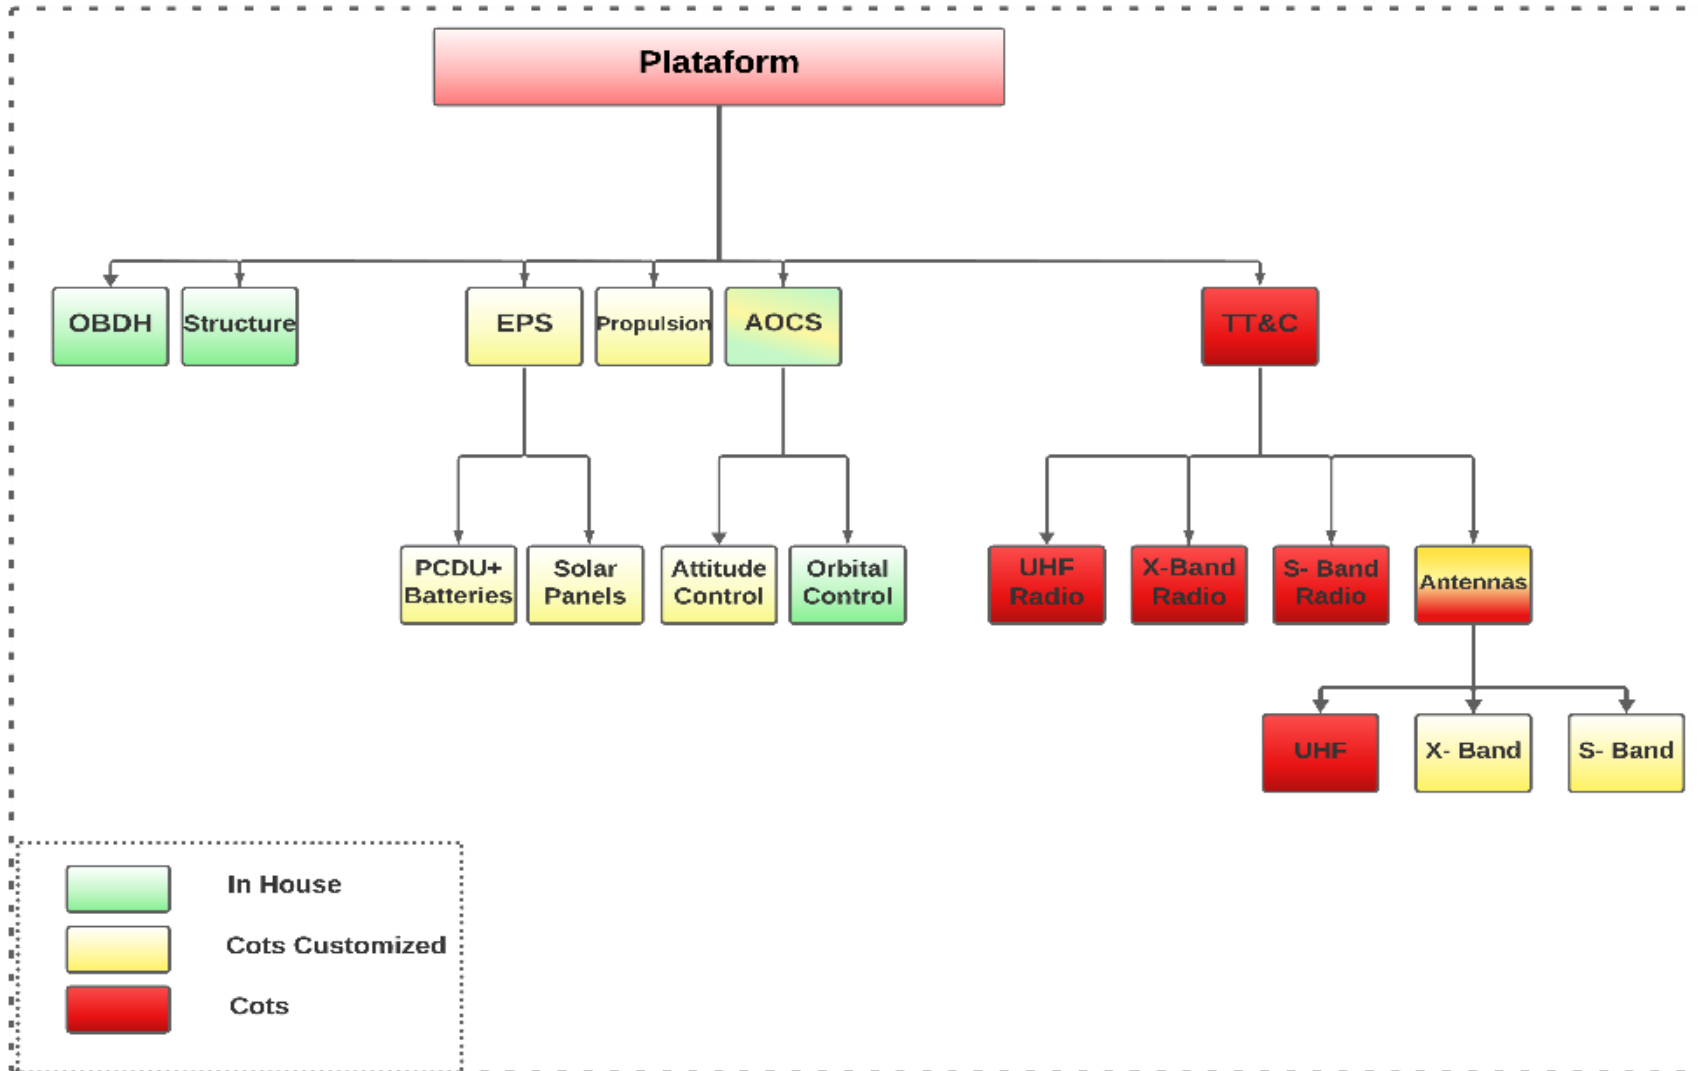 Plataform
OBDH
Structure
EPS
Propulsion
AOCS
TT&C
PCDU+
Batteries
Solar
Panels
Attitude
Control
Orbital
Control
UHF
Radio
X-Band
Radio
S- Band
Radio
Antennas
UHF
X- Band
S- Band
In House
Cots Customized
Cots